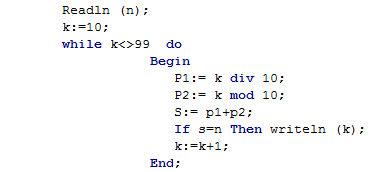 Readln (n);
k:=10;
while k<>99 do
Begin
P1:= k div 10;
P2:= k mod 10;
S:= p1+p2;
If s=n Then writeln (k);
k:=k+1;
End;